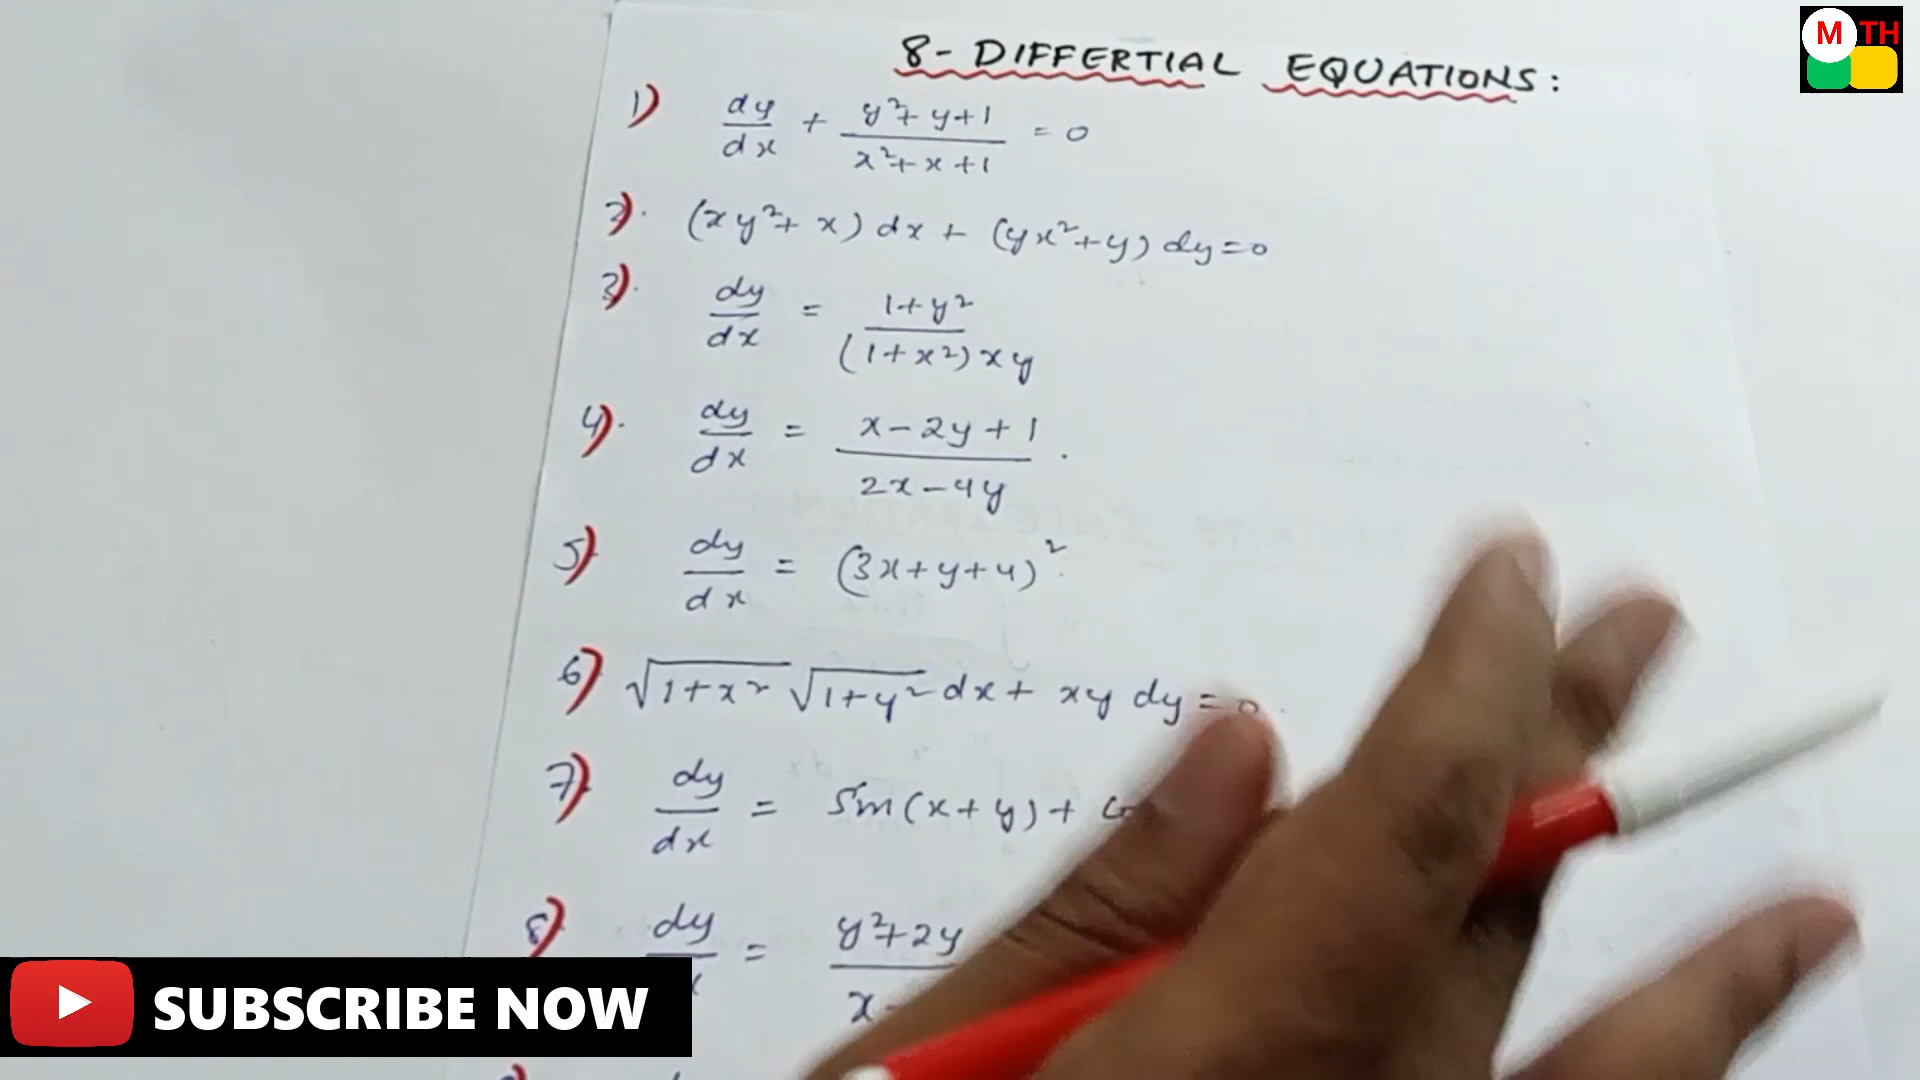 M TH
8- DIFFERTIAL EQUATIONS:
1) dy/dx + y²+y+1/x²+x+1 = 0
2). (xy²+x)dx + (yx²+y)dy=0
3). dy/dx = 1+y²/(1+x²)xy
4). dy/dx = x-2y+1/2x-4y .
5) dy/dx = (3x+y+4)².
6) √1+x² √1+y² dx + xy dy = 0.
7) dy/dx = Sin(x+y)+
8) dy/ = y²+2y/x-
SUBSCRIBE NOW